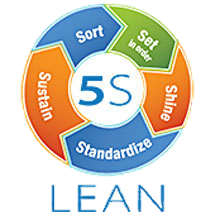 Sort
Set
in order
Shine
Standardize
Sustain
5S
LEAN